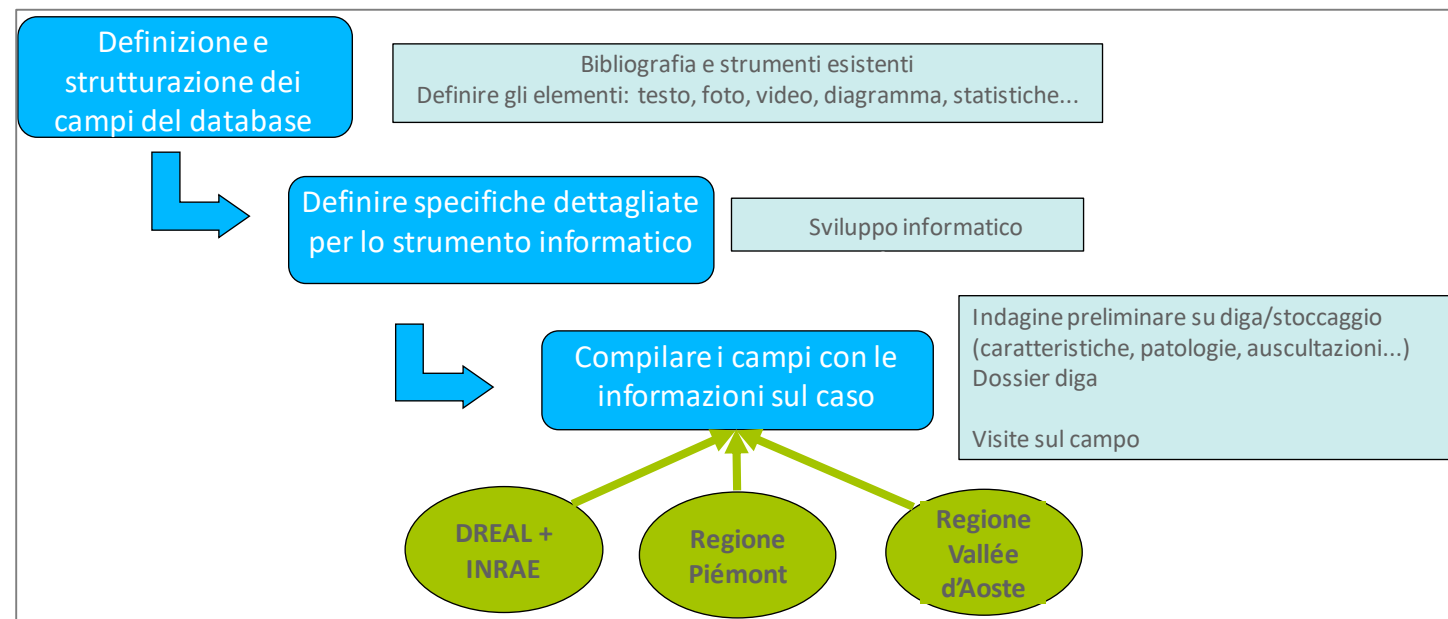 Definizione e
strutturazione dei
campi del database
Bibliografia e strumenti esistenti
Definire gli elementi: testo, foto, video, diagramma, statistiche...
Definire specifiche dettagliate
per lo strumento informatico
Sviluppo informatico
Compilare i campi con le
informazioni sul caso
Indagine preliminare su diga/stoccaggio
(caratteristiche, patologie, auscultazioni...)
Dossier diga
Visite sul campo
DREAL +
INRAE
Regione
Piémont
Regione
Vallée
d'Aoste